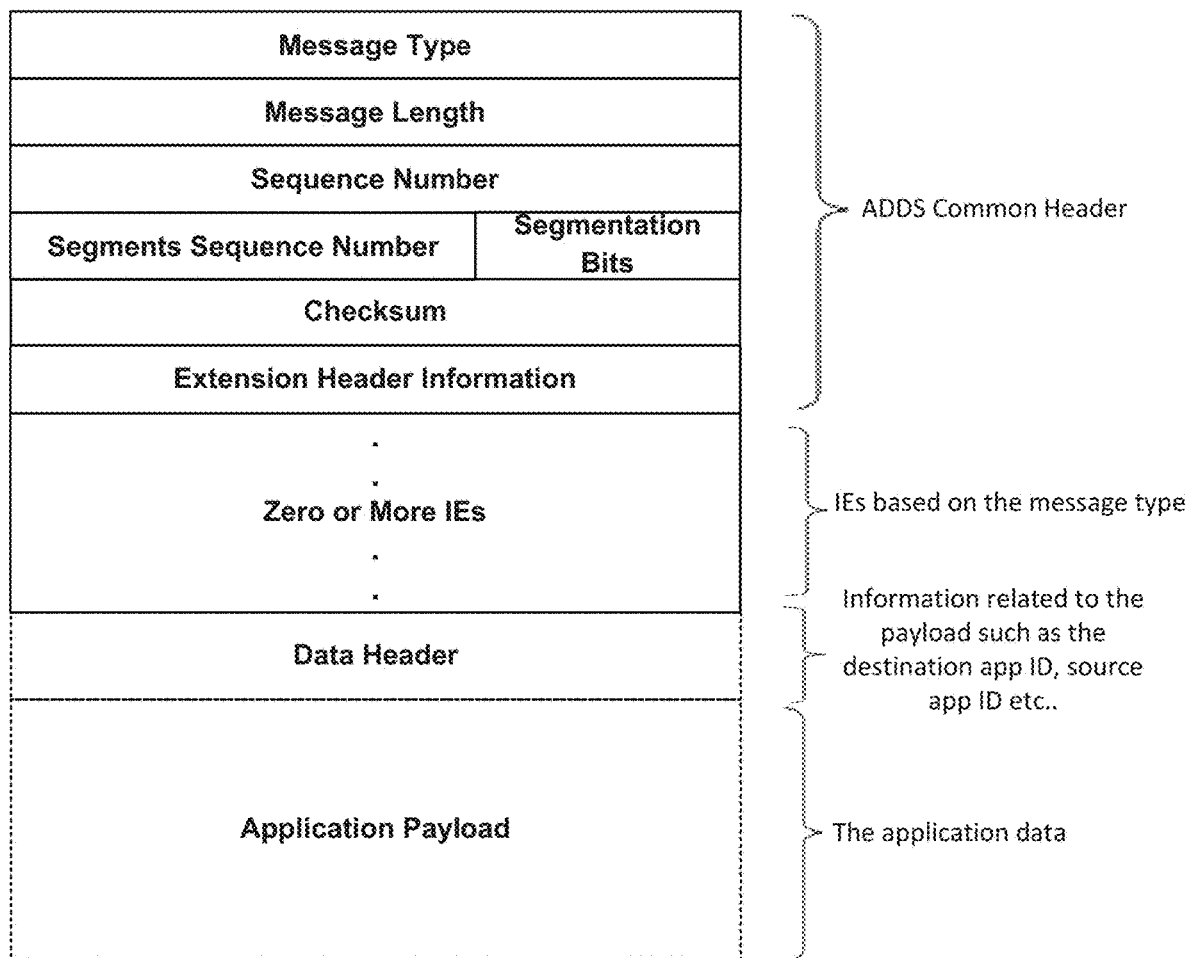 Message Type
Message Length
Sequence Number
Segments Sequence Number
Segmentation
Bits
Checksum
Extension Header Information
Zero or More IEs
Data Header
Application Payload
ADDS Common Header
IEs based on the message type
Information related to the
payload such as the
destination app ID, source
app ID etc..
The application data